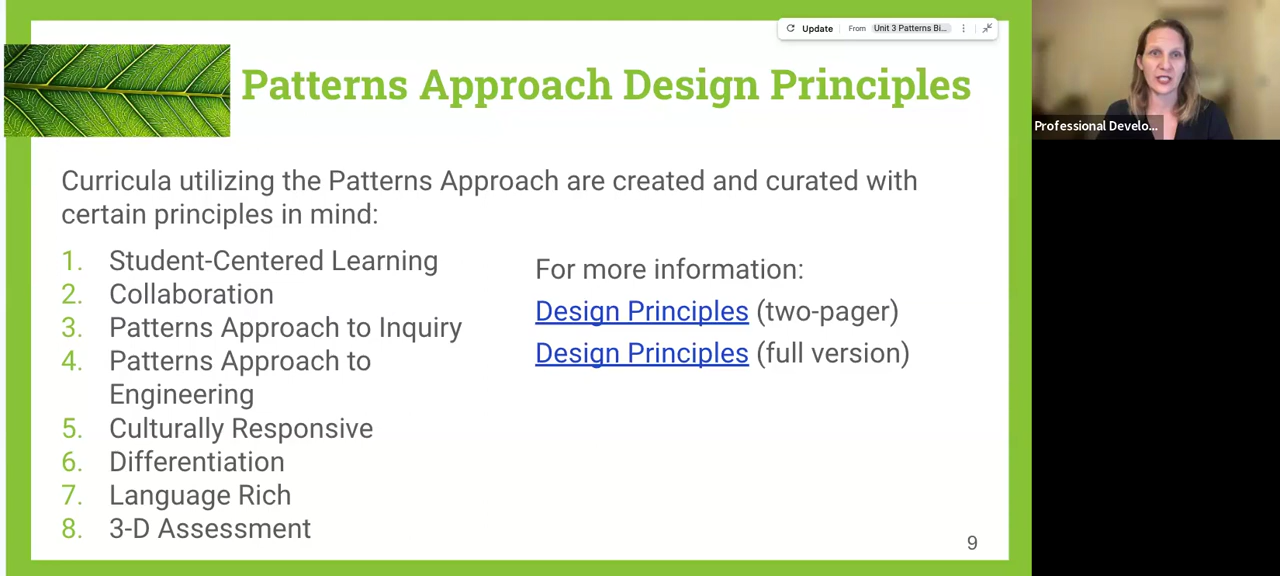 Update From Unit 3 Patterns Bi...
Patterns Approach Design Principles
Professional Develo...
Curricula utilizing the Patterns Approach are created and curated with
certain principles in mind:
1. Student-Centered Learning
2. Collaboration
3. Patterns Approach to Inquiry
4. Patterns Approach to
Engineering
5. Culturally Responsive
6. Differentiation
7. Language Rich
8. 3-D Assessment
For more information:
Design Principles (two-pager)
Design Principles (full version)
9